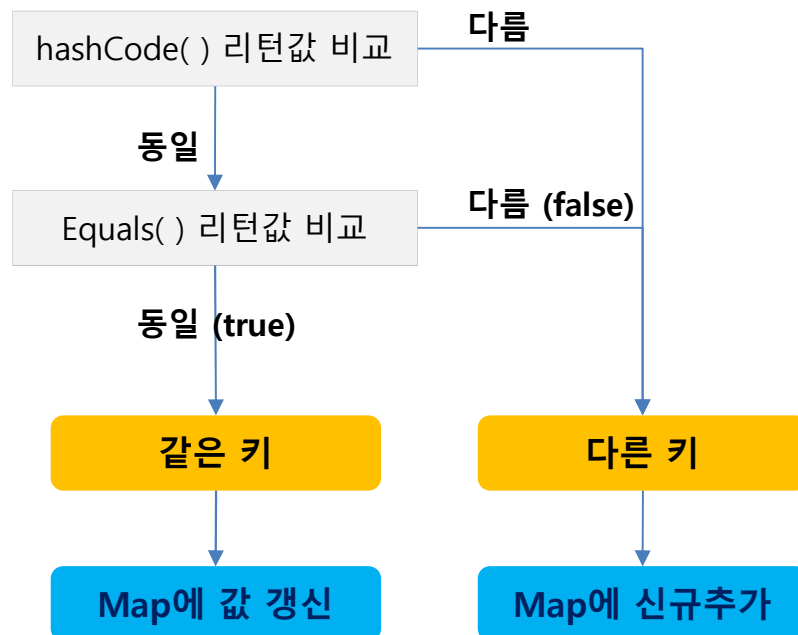 다름
hashCode( ) 리턴값 비교
동일
다름 (false)
Equals( ) 리턴값 비교
동일 (true)
같은 키
다른 키
Map에 값 갱신
Map에 신규추가